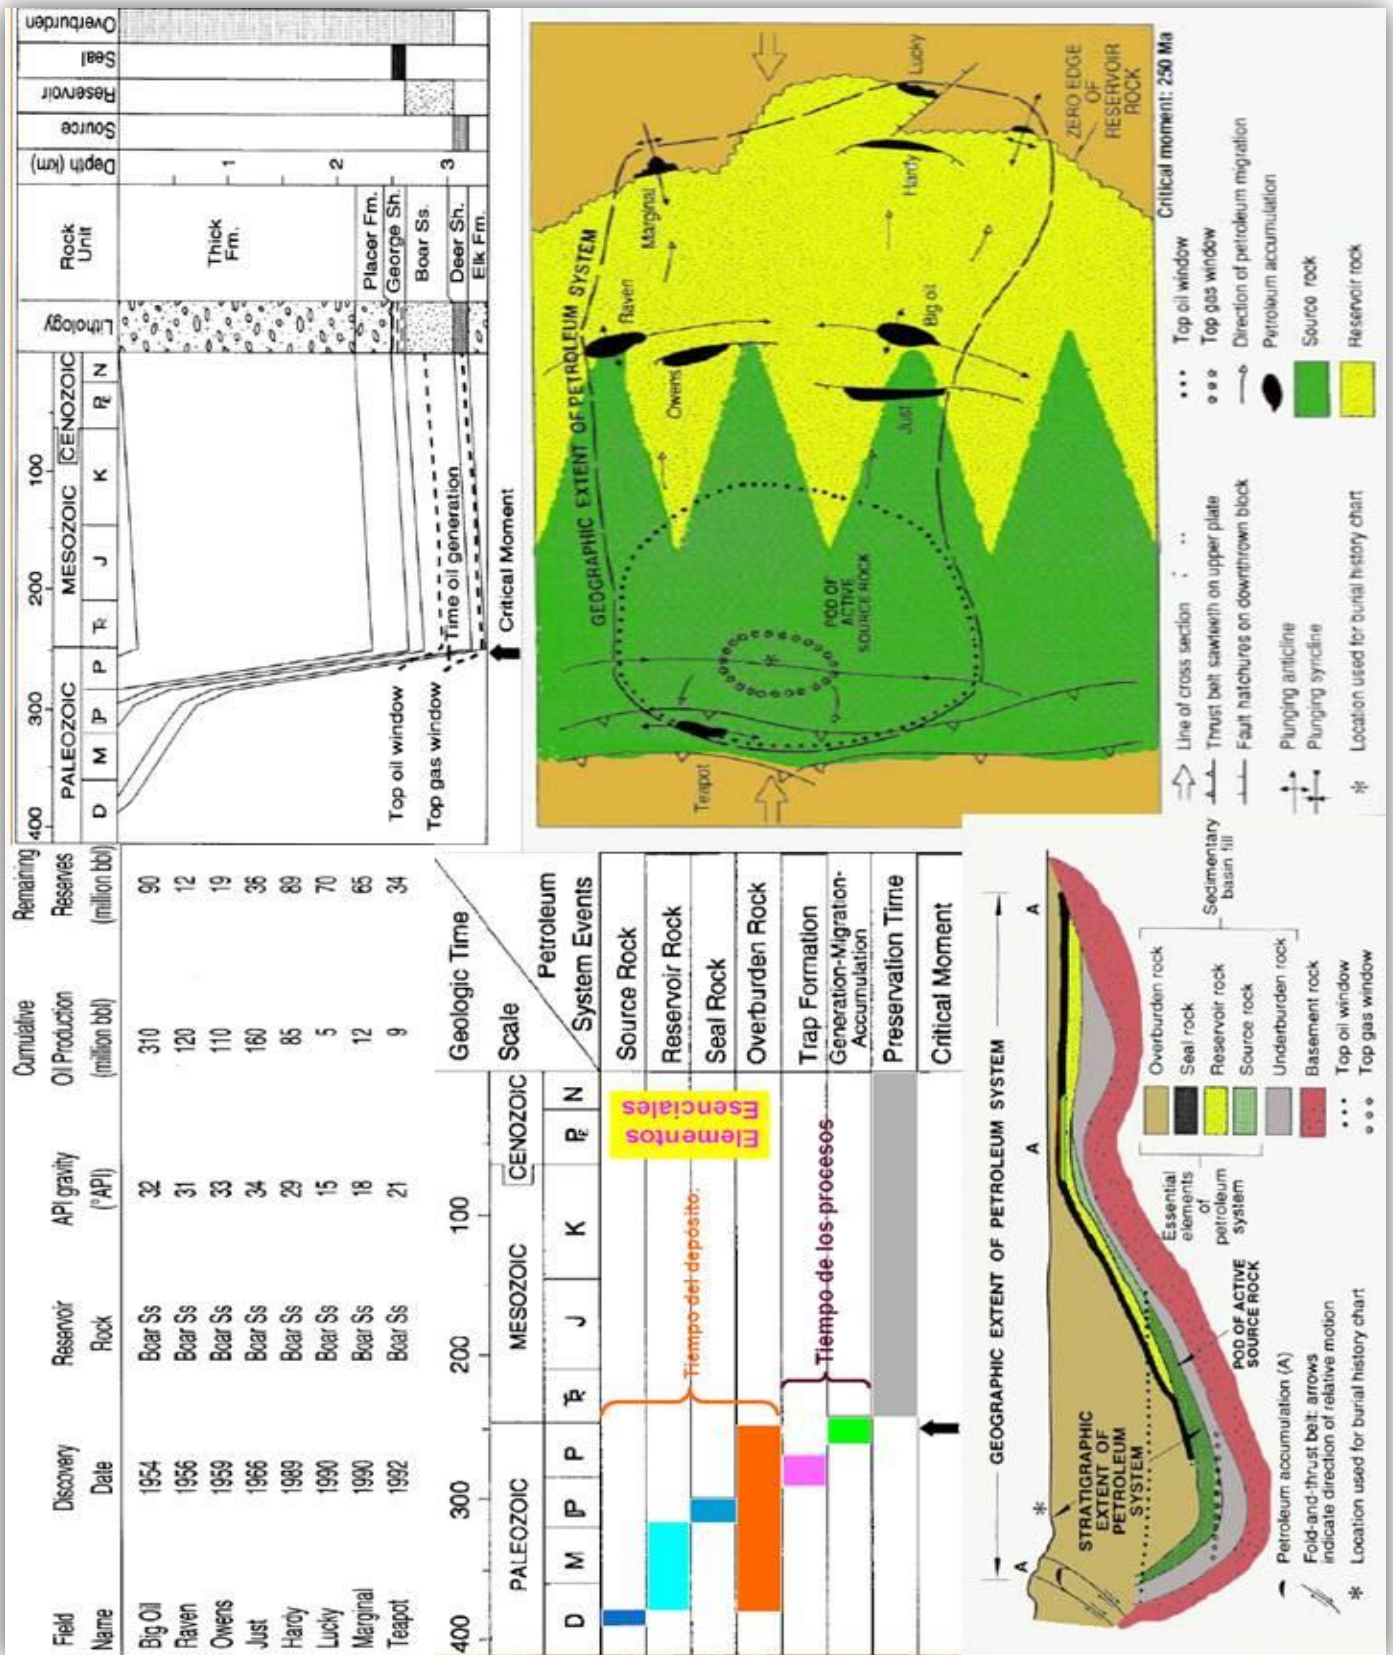 Field Name	Discovery Date	Reservoir Rock	API gravity (°API)	Cumulative Oil Production (million bbl)	Remaining Reserves (million bbl)
Big Oil	1954	Boar Ss	32	310	90
Raven	1956	Boar Ss	31	120	12
Owens	1959	Boar Ss	33	110	19
Just	1966	Boar Ss	34	160	36
Hardy	1989	Boar Ss	29	85	89
Lucky	1990	Boar Ss	15	5	70
Marginal	1990	Boar Ss	18	12	65
Teapot	1992	Boar Ss	21	9	34
400 300 200 100
PALEOZOIC MESOZOIC CENOZOIC
D M P P R J K P N
Lithology
Rock Unit
Depth (km)
Source
Reservoir
Seal
Overburden
Thick Fm.
Placer Fm.
George Sh.
Boar Ss.
Deer Sh.
Elk Fm.
1
2
3
Top oil window
Top gas window
Time oil generation
Critical Moment
400 300 200 100
Geologic Time
Scale
PALEOZOIC MESOZOIC CENOZOIC
D M P P R J K P N
Petroleum System Events
Source Rock
Reservoir Rock
Seal Rock
Overburden Rock
Trap Formation
Generation-Migration-Accumulation
Preservation Time
Critical Moment
Elementos
Esenciales
Tiempo del depósito.
Tiempo de los procesos
GEOGRAPHIC EXTENT OF PETROLEUM SYSTEM
Teapot
POD OF
ACTIVE
SOURCE ROCK
Raven
Owens
Just
Big oil
Marginal
Hardy
Lucky
ZERO EDGE
OF
RESERVOIR
ROCK
Critical moment: 250 Ma
Line of cross section
Thrust belt sawteeth on upper plate
Fault hatchures on downthrown block
Plunging anticline
Plunging syncline
Location used for burial history chart
Top oil window
Top gas window
Direction of petroleum migration
Petroleum accumulation
Source rock
Reservoir rock
GEOGRAPHIC EXTENT OF PETROLEUM SYSTEM
A A A
STRATIGRAPHIC
EXTENT OF
PETROLEUM
SYSTEM
POD OF ACTIVE
SOURCE ROCK
Essential
elements
of
petroleum
system
Overburden rock
Seal rock
Reservoir rock
Source rock
Underburden rock
Basement rock
Top oil window
Top gas window
Sedimentary
basin fill
Petroleum accumulation (A)
Fold-and-thrust belt: arrows
indicate direction of relative motion
Location used for burial history chart